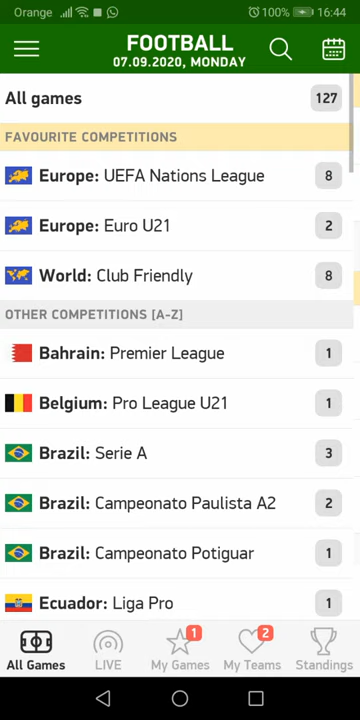 Orange 100% 16:44
FOOTBALL
07.09.2020, MONDAY
All games 127
FAVOURITE COMPETITIONS
Europe: UEFA Nations League 8
Europe: Euro U21 2
World: Club Friendly 8
OTHER COMPETITIONS [A-Z]
Bahrain: Premier League 1
Belgium: Pro League U21 1
Brazil: Serie A 3
Brazil: Campeonato Paulista A2 2
Brazil: Campeonato Potiguar 1
Ecuador: Liga Pro 1
1 2
All Games LIVE My Games My Teams Standings